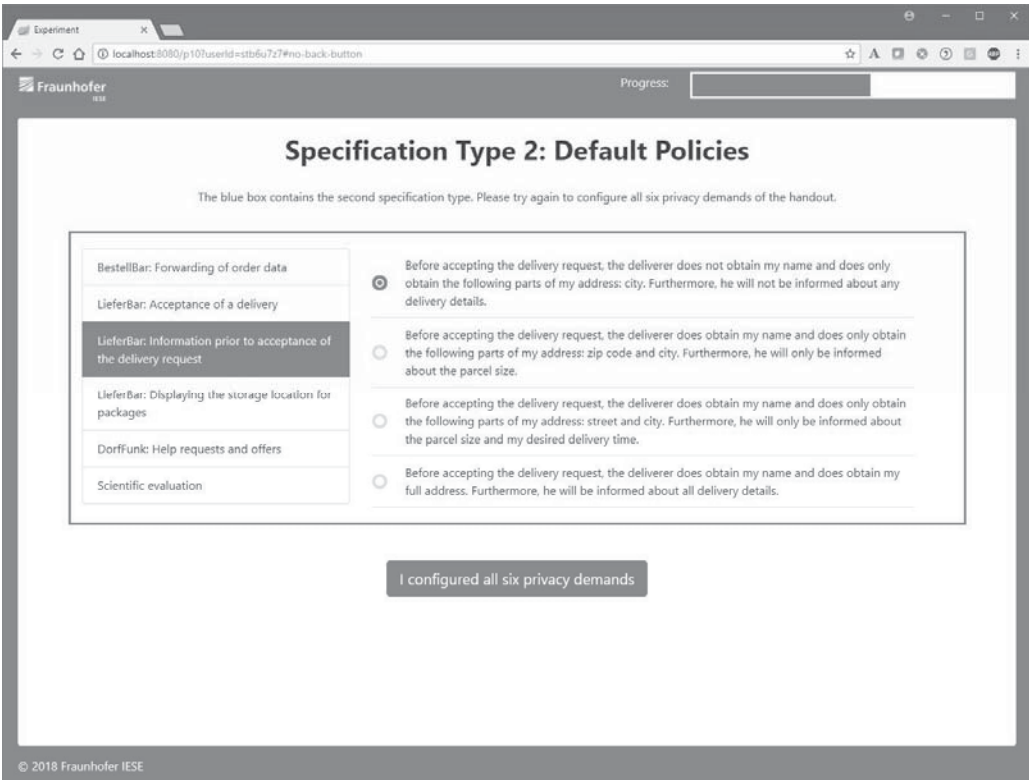 Experiment
localhost:8080/p10?userId=stb6u7z7#no-back-button
Fraunhofer
IESE
Progress:
Specification Type 2: Default Policies
The blue box contains the second specification type. Please try again to configure all six privacy demands of the handout.
BestellBar: Forwarding of order data
LieferBar: Acceptance of a delivery
LieferBar: Information prior to acceptance of
the delivery request
LieferBar: Displaying the storage location for
packages
DorfFunk: Help requests and offers
Scientific evaluation
Before accepting the delivery request, the deliverer does not obtain my name and does only
obtain the following parts of my address: city. Furthermore, he will not be informed about any
delivery details.
Before accepting the delivery request, the deliverer does obtain my name and does only obtain
the following parts of my address: zip code and city. Furthermore, he will only be informed
about the parcel size.
Before accepting the delivery request, the deliverer does obtain my name and does only obtain
the following parts of my address: street and city. Furthermore, he will only be informed about
the parcel size and my desired delivery time.
Before accepting the delivery request, the deliverer does obtain my name and does obtain my
full address. Furthermore, he will be informed about all delivery details.
I configured all six privacy demands
© 2018 Fraunhofer IESE